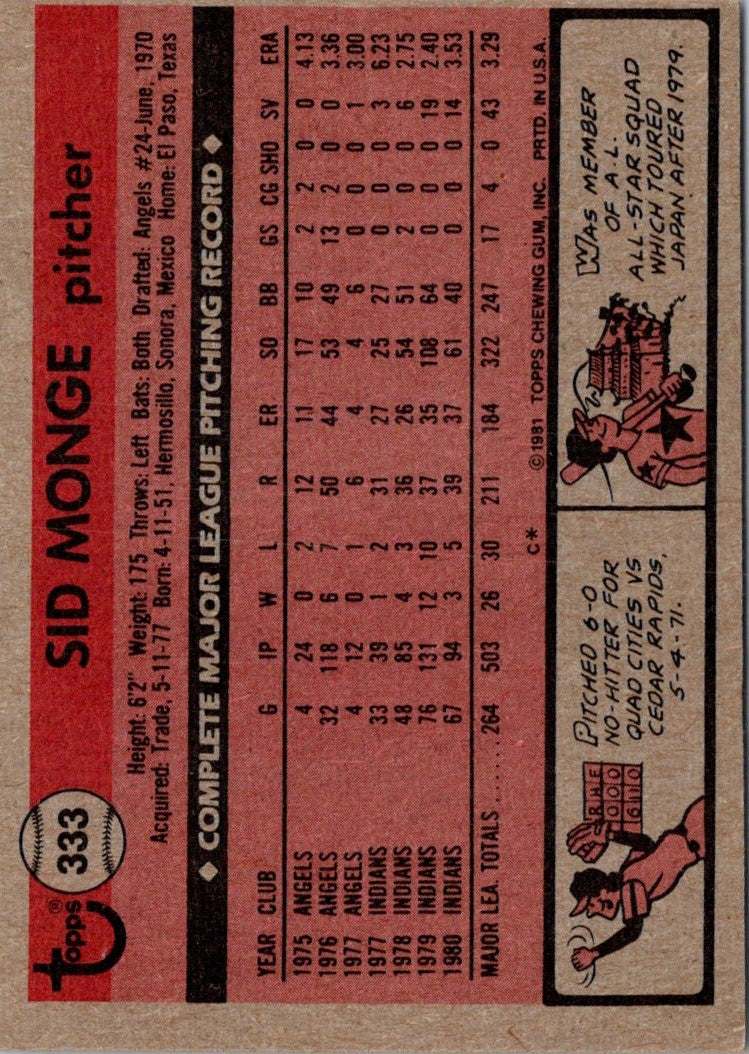 topps® 333 SID MONGE pitcher
Height: 6'2" Weight: 175 Throws: Left Bats: Both Drafted: Angels #24-June, 1970
Acquired: Trade, 5-11-77 Born: 4-11-51, Hermosillo, Sonora, Mexico Home: El Paso, Texas
◆ COMPLETE MAJOR LEAGUE PITCHING RECORD ◆
YEAR CLUB G IP W L R ER SO BB GS CG SHO SV ERA
1975 ANGELS 4 24 0 2 12 11 17 10 2 2 0 0 4.13
1976 ANGELS 32 118 6 7 50 44 53 49 13 2 0 0 3.36
1977 ANGELS 4 12 0 1 6 4 4 6 0 0 0 1 3.00
1977 INDIANS 33 39 1 2 31 27 25 27 0 0 0 3 6.23
1978 INDIANS 48 85 4 3 36 26 54 51 2 0 0 6 2.75
1979 INDIANS 76 131 12 10 37 35 108 64 0 0 0 19 2.40
1980 INDIANS 67 94 3 5 39 37 61 40 0 0 0 14 3.53
MAJOR LEA. TOTALS ...... 264 503 26 30 211 184 322 247 17 4 0 43 3.29
C* © 1981 TOPPS CHEWING GUM, INC. PRTD. IN U.S.A.
R H E
0 0 0
6 1 0
PITCHED 6-0
NO-HITTER FOR
QUAD CITIES VS
CEDAR RAPIDS,
5-4-71.
WAS MEMBER
OF A.L.
ALL-STAR SQUAD
WHICH TOURED
JAPAN AFTER 1979.